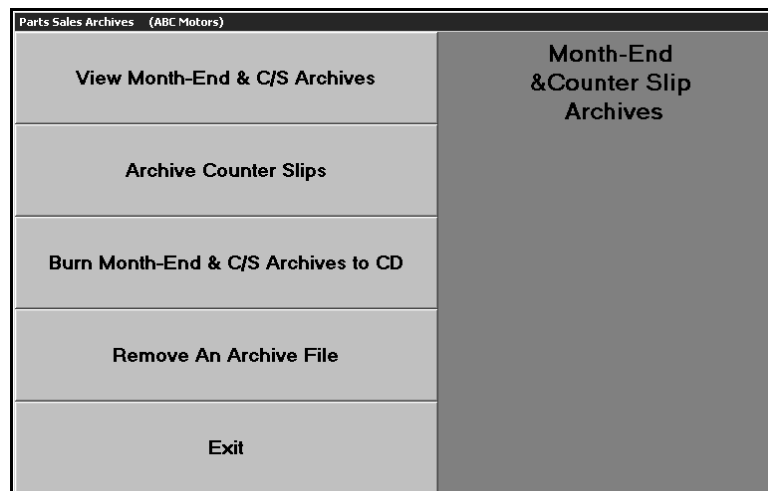 Parts Sales Archives (ABC Motors)
View Month-End & C/S Archives
Archive Counter Slips
Burn Month-End & C/S Archives to CD
Remove An Archive File
Exit
Month-End
&Counter Slip
Archives